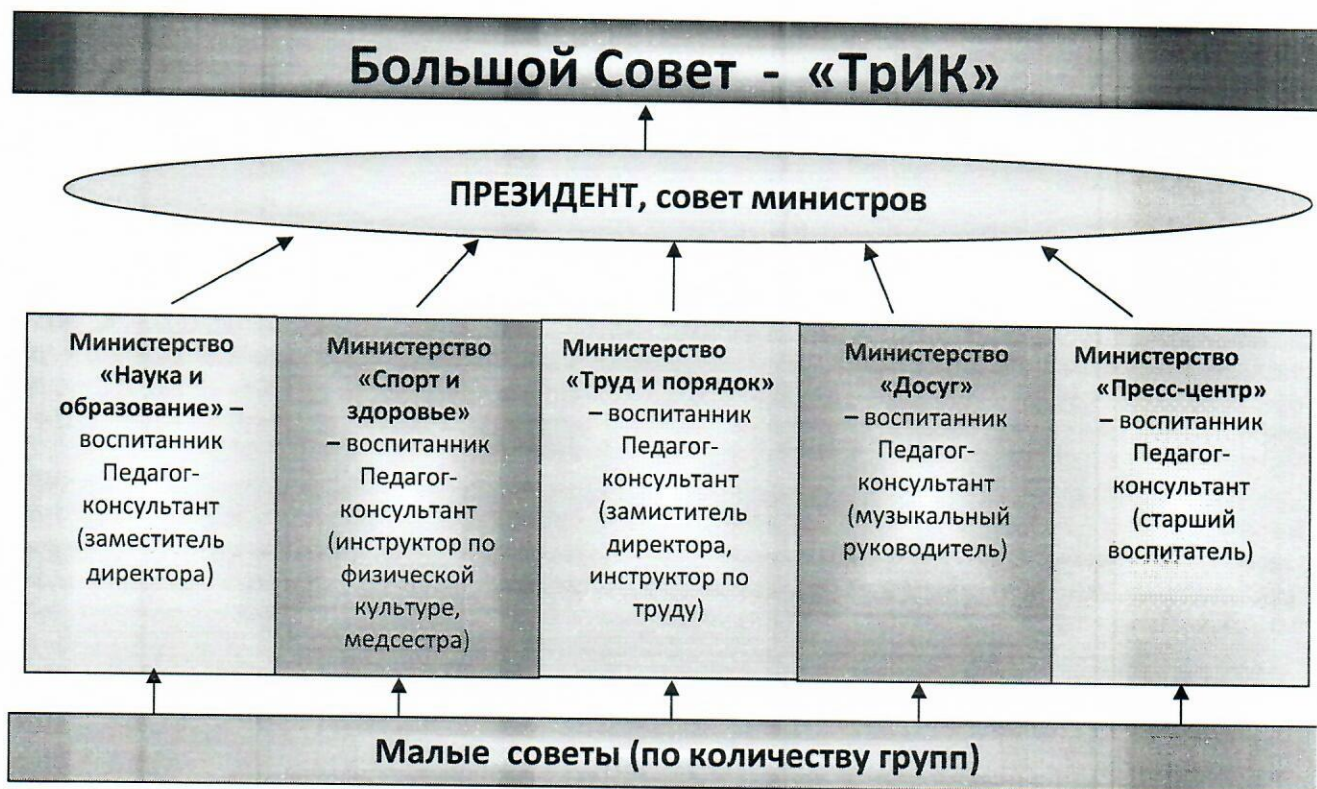 Большой Совет - «ТрИК»
ПРЕЗИДЕНТ, совет министров
Министерство
«Наука и
образование» –
воспитанник
Педагог-
консультант
(заместитель
директора)
Министерство
«Спорт и
здоровье»
– воспитанник
Педагог-
консультант
(инструктор по
физической
культуре,
медсестра)
Министерство
«Труд и порядок»
– воспитанник
Педагог-
консультант
(замиститель
директора,
инструктор по
труду)
Министерство
«Досуг»
– воспитанник
Педагог-
консультант
(музыкальный
руководитель)
Министерство
«Пресс-центр»
– воспитанник
Педагог-
консультант
(старший
воспитатель)
Малые советы (по количеству групп)